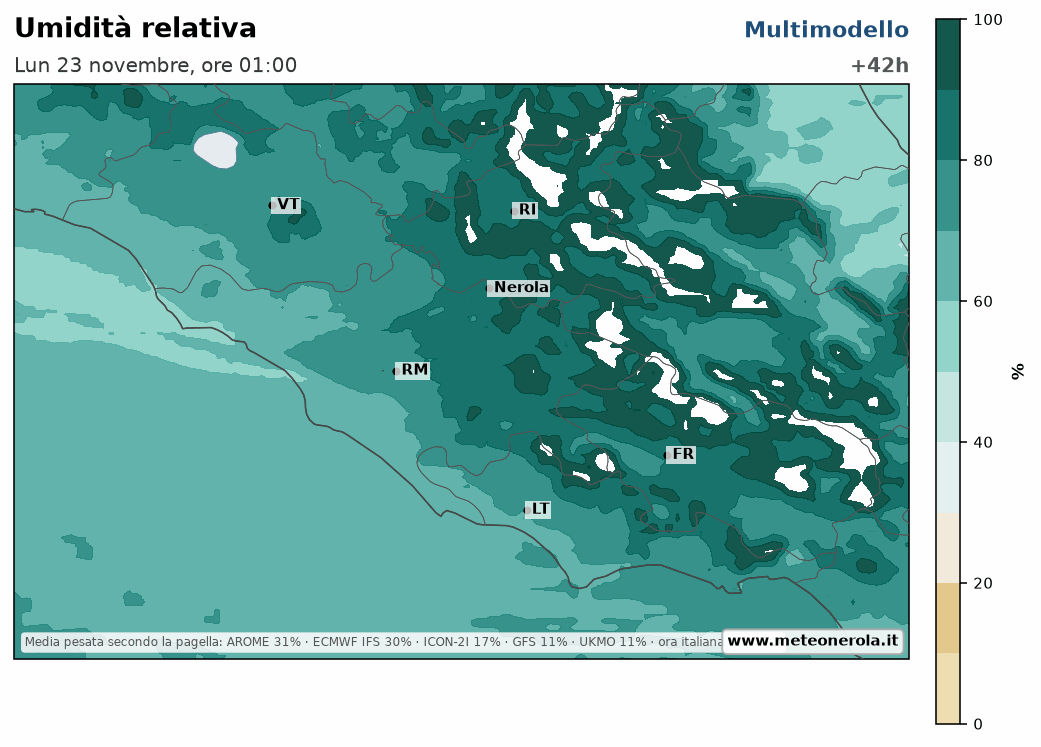 Umidità relativa
Multimodello
Lun 23 novembre, ore 01:00
+42h
100
80
60
40
20
0
%
VT
RI
Nerola
RM
FR
LT
Media pesata secondo la pagella: AROME 31% · ECMWF IFS 30% · ICON-2I 17% · GFS 11% · UKMO 11% · ora italiana
www.meteonerola.it